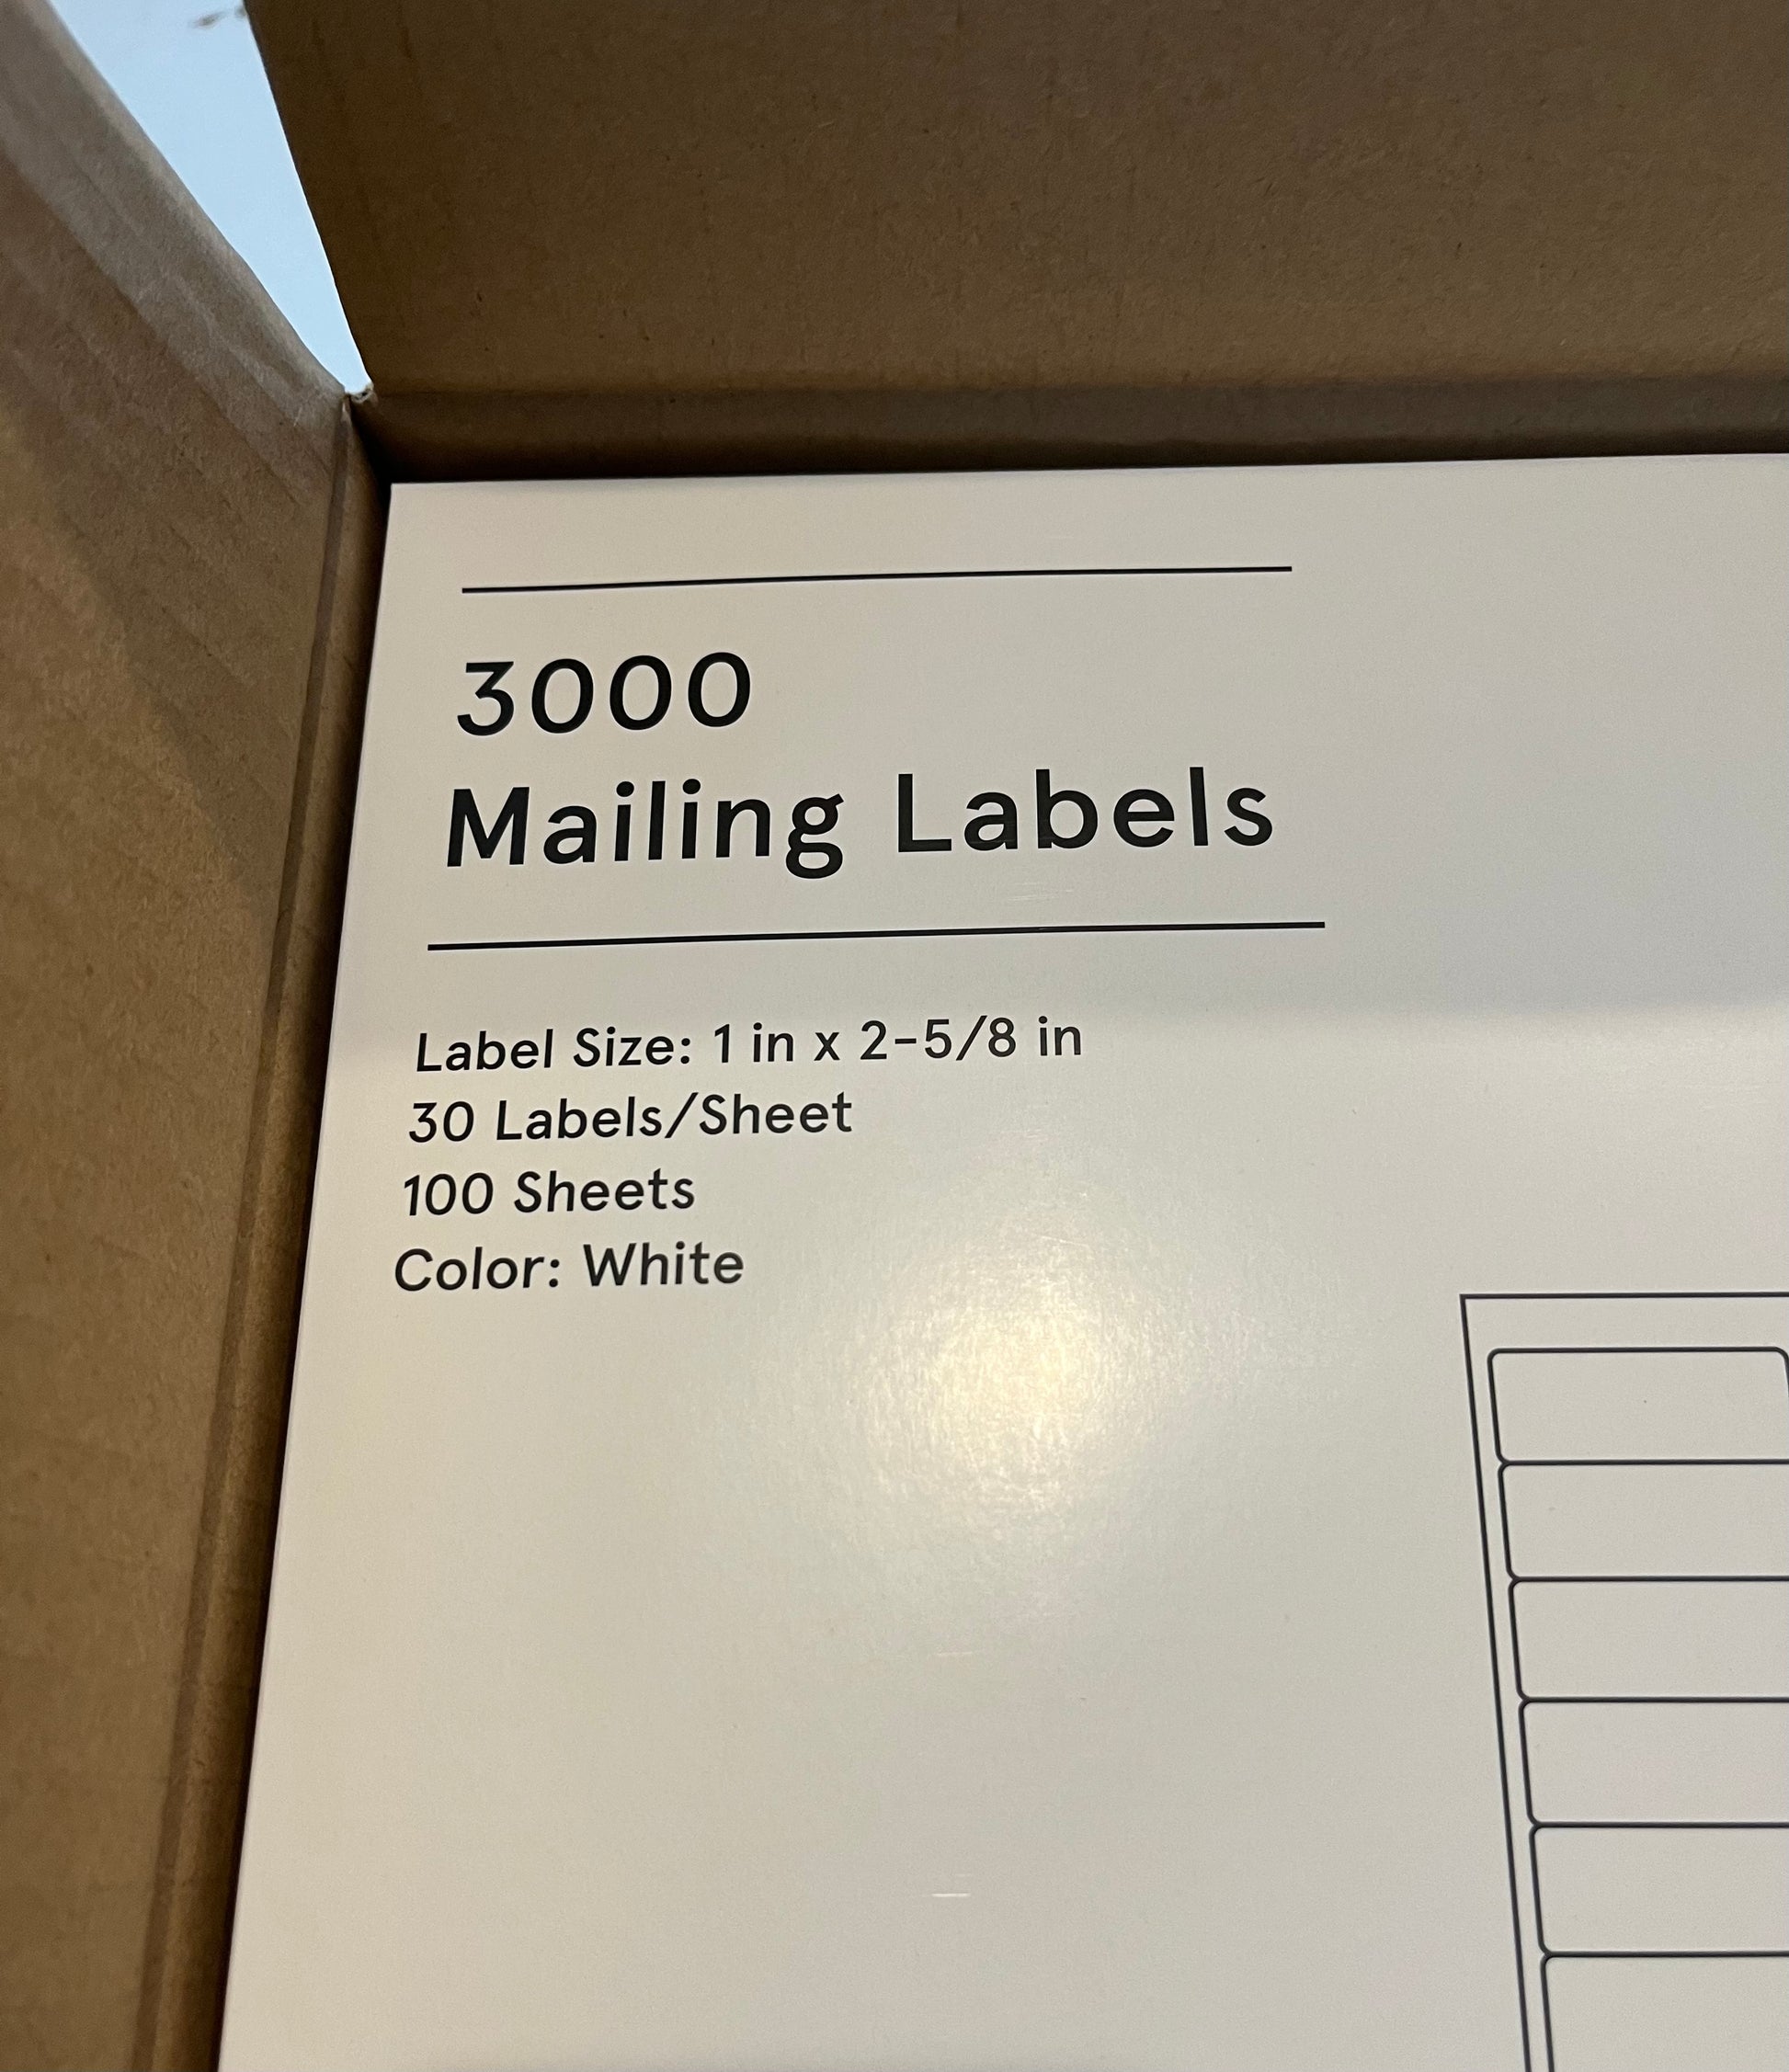 3000
Mailing Labels
Label Size: 1 in x 2-5/8 in
30 Labels/Sheet
100 Sheets
Color: White